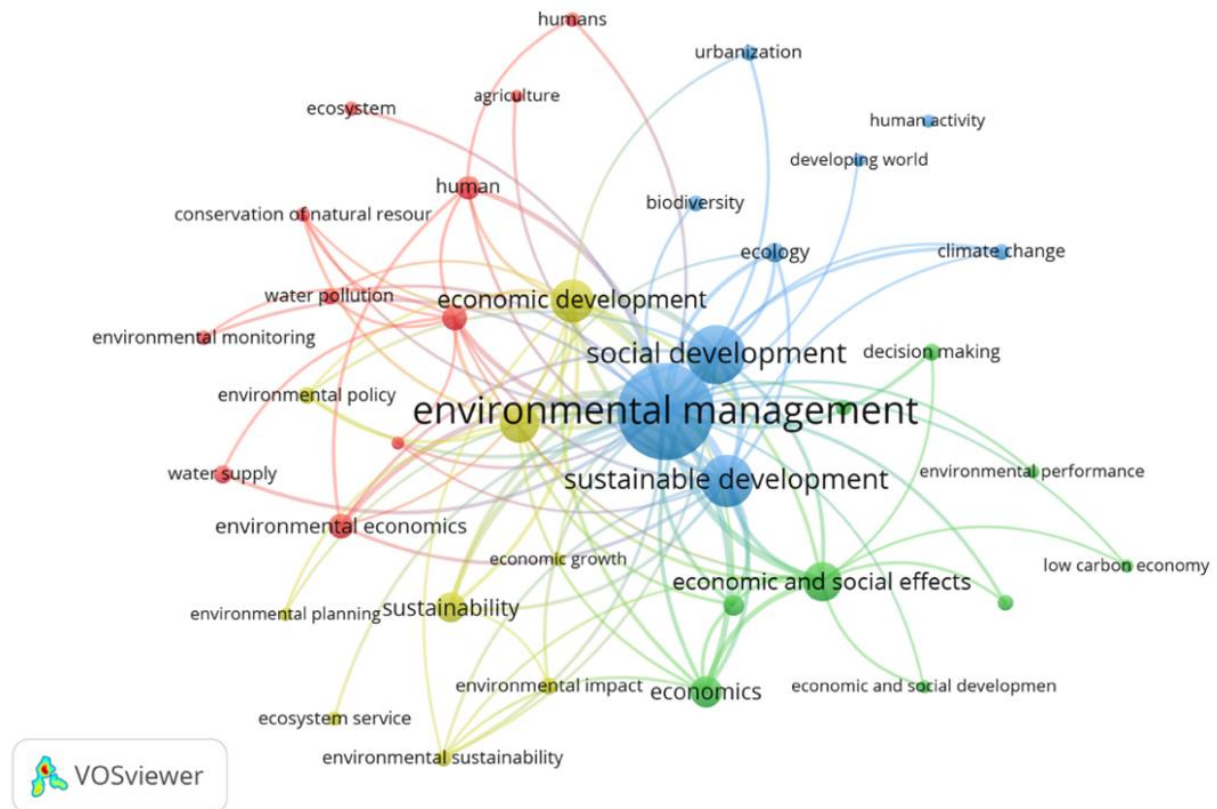 humans
urbanization
agriculture
ecosystem
human activity
developing world
human
biodiversity
conservation of natural resour
ecology
climate change
water pollution
economic development
environmental monitoring
social development
decision making
environmental policy
environmental management
water supply
sustainable development
environmental performance
environmental economics
economic growth
low carbon economy
economic and social effects
environmental planning
sustainability
environmental impact
economics
economic and social developmen
ecosystem service
environmental sustainability
VOSviewer